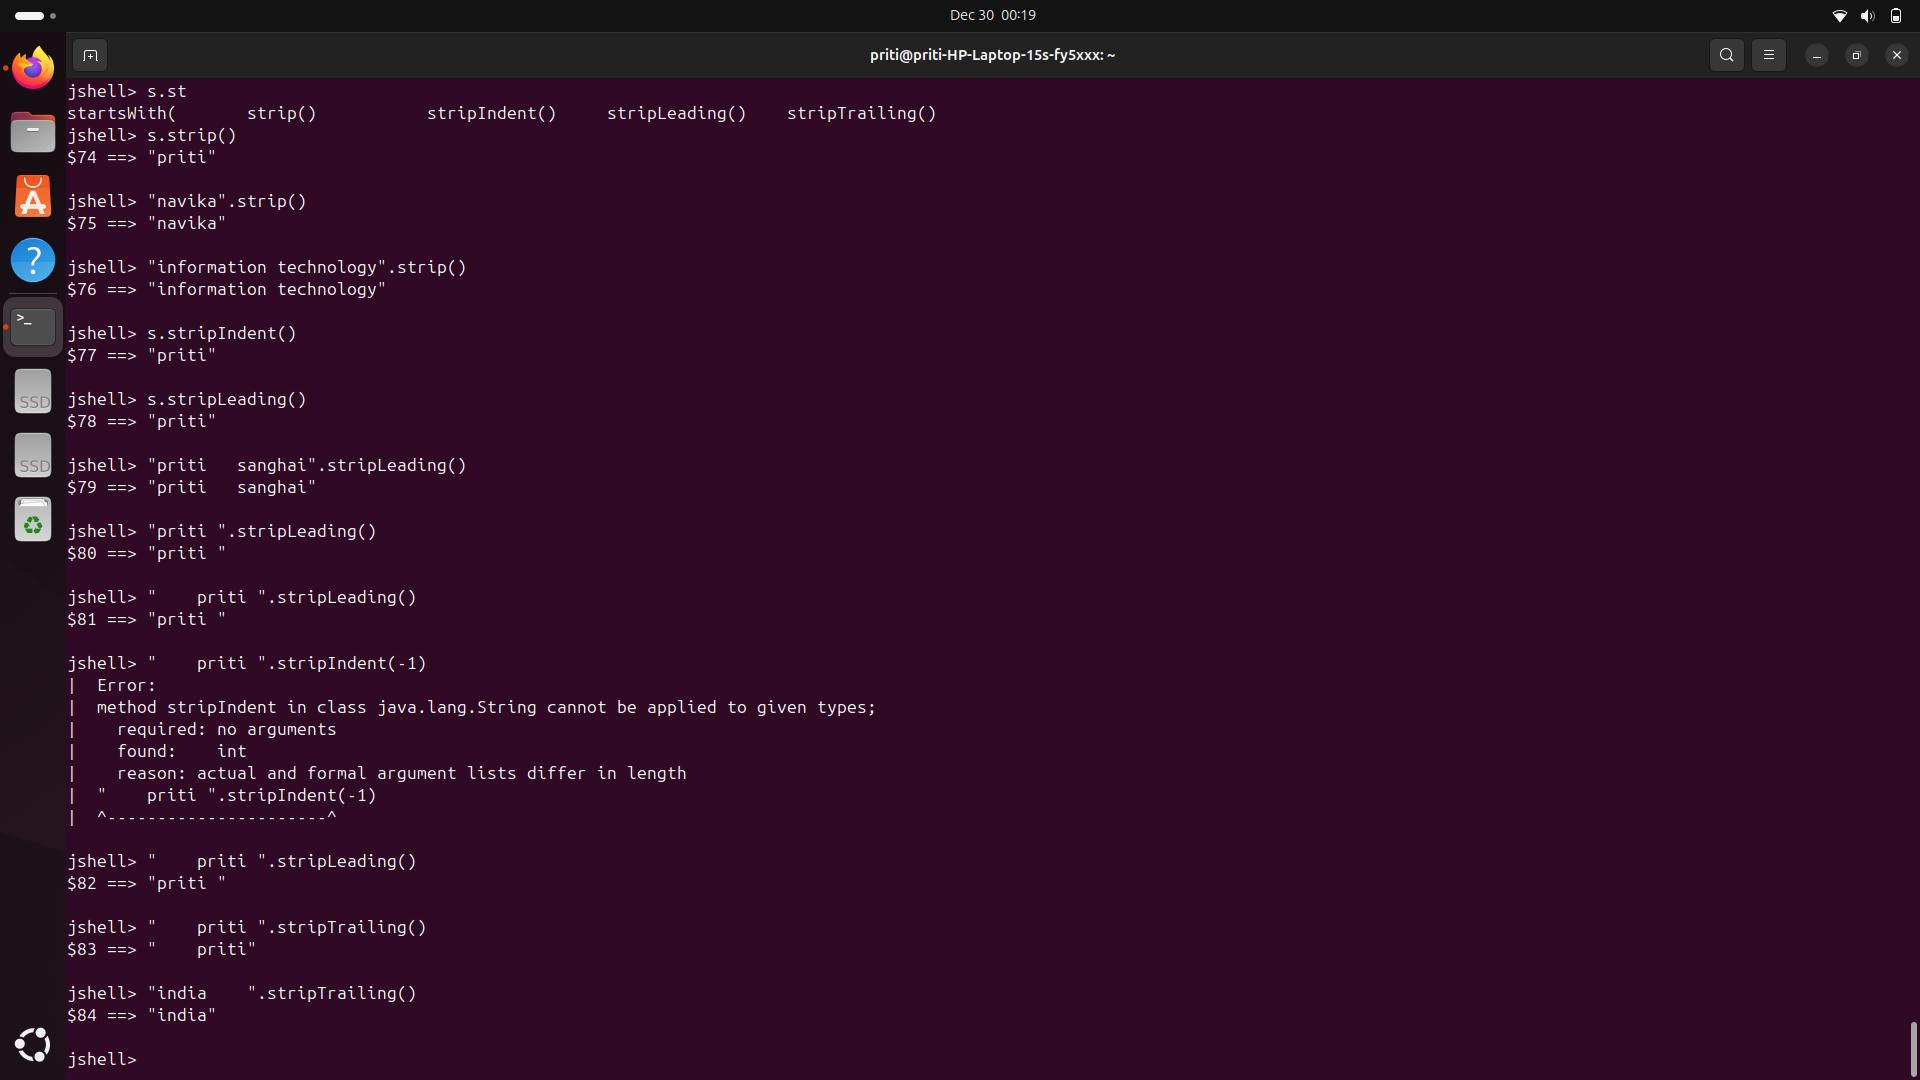 Dec 30 00:19
priti@priti-HP-Laptop-15s-fy5xxx: ~
jshell> s.st
startsWith(       strip()           stripIndent()     stripLeading()    stripTrailing()
jshell> s.strip()
$74 ==> "priti"
jshell> "navika".strip()
$75 ==> "navika"
jshell> "information technology".strip()
$76 ==> "information technology"
jshell> s.stripIndent()
$77 ==> "priti"
jshell> s.stripLeading()
$78 ==> "priti"
jshell> "priti   sanghai".stripLeading()
$79 ==> "priti   sanghai"
jshell> "priti ".stripLeading()
$80 ==> "priti "
jshell> "    priti ".stripLeading()
$81 ==> "priti "
jshell> "    priti ".stripIndent(-1)
|  Error:
|  method stripIndent in class java.lang.String cannot be applied to given types;
|    required: no arguments
|    found:    int
|    reason: actual and formal argument lists differ in length
|  "    priti ".stripIndent(-1)
|  ^----------------------^
jshell> "    priti ".stripLeading()
$82 ==> "priti "
jshell> "    priti ".stripTrailing()
$83 ==> "    priti"
jshell> "india    ".stripTrailing()
$84 ==> "india"
jshell>
?
>_
SSD
SSD